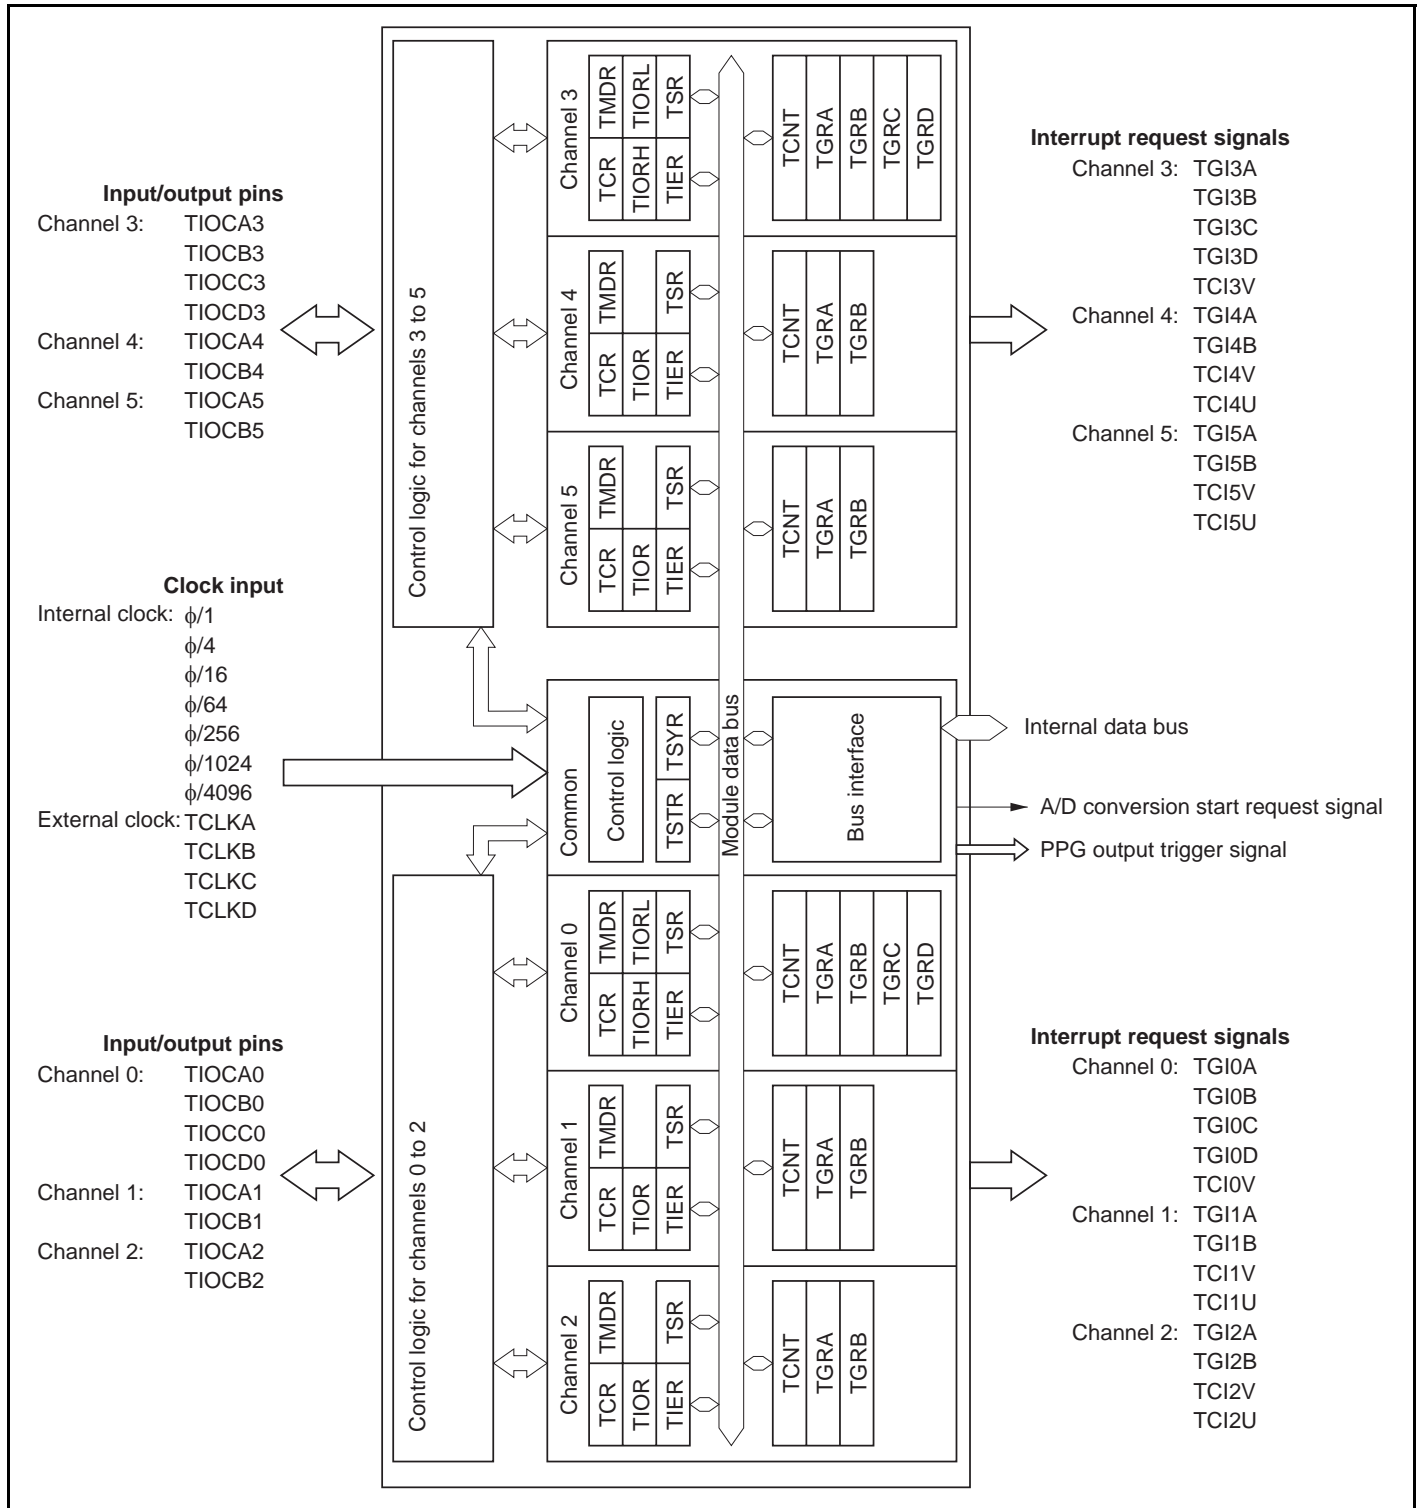 Input/output pins
Channel 3: TIOCA3
TIOCB3
TIOCC3
TIOCD3
Channel 4: TIOCA4
TIOCB4
Channel 5: TIOCA5
TIOCB5
Clock input
Internal clock: ϕ/1
ϕ/4
ϕ/16
ϕ/64
ϕ/256
ϕ/1024
ϕ/4096
External clock: TCLKA
TCLKB
TCLKC
TCLKD
Input/output pins
Channel 0: TIOCA0
TIOCB0
TIOCC0
TIOCD0
Channel 1: TIOCA1
TIOCB1
Channel 2: TIOCA2
TIOCB2
Control logic for channels 3 to 5
Control logic for channels 0 to 2
Channel 3
TCR TMDR
TIORH TIORL
TIER TSR
TCNT
TGRA
TGRB
TGRC
TGRD
Channel 4
TCR TMDR
TIOR
TIER TSR
TCNT
TGRA
TGRB
Channel 5
TCR TMDR
TIOR
TIER TSR
TCNT
TGRA
TGRB
Common
Control logic
TSTR TSYR
Module data bus
Bus interface
Channel 0
TCR TMDR
TIORH TIORL
TIER TSR
TCNT
TGRA
TGRB
TGRC
TGRD
Channel 1
TCR TMDR
TIOR
TIER TSR
TCNT
TGRA
TGRB
Channel 2
TCR TMDR
TIOR
TIER TSR
TCNT
TGRA
TGRB
Interrupt request signals
Channel 3: TGI3A
TGI3B
TGI3C
TGI3D
TCI3V
Channel 4: TGI4A
TGI4B
TCI4V
TCI4U
Channel 5: TGI5A
TGI5B
TCI5V
TCI5U
Internal data bus
A/D conversion start request signal
PPG output trigger signal
Interrupt request signals
Channel 0: TGI0A
TGI0B
TGI0C
TGI0D
TCI0V
Channel 1: TGI1A
TGI1B
TCI1V
TCI1U
Channel 2: TGI2A
TGI2B
TCI2V
TCI2U